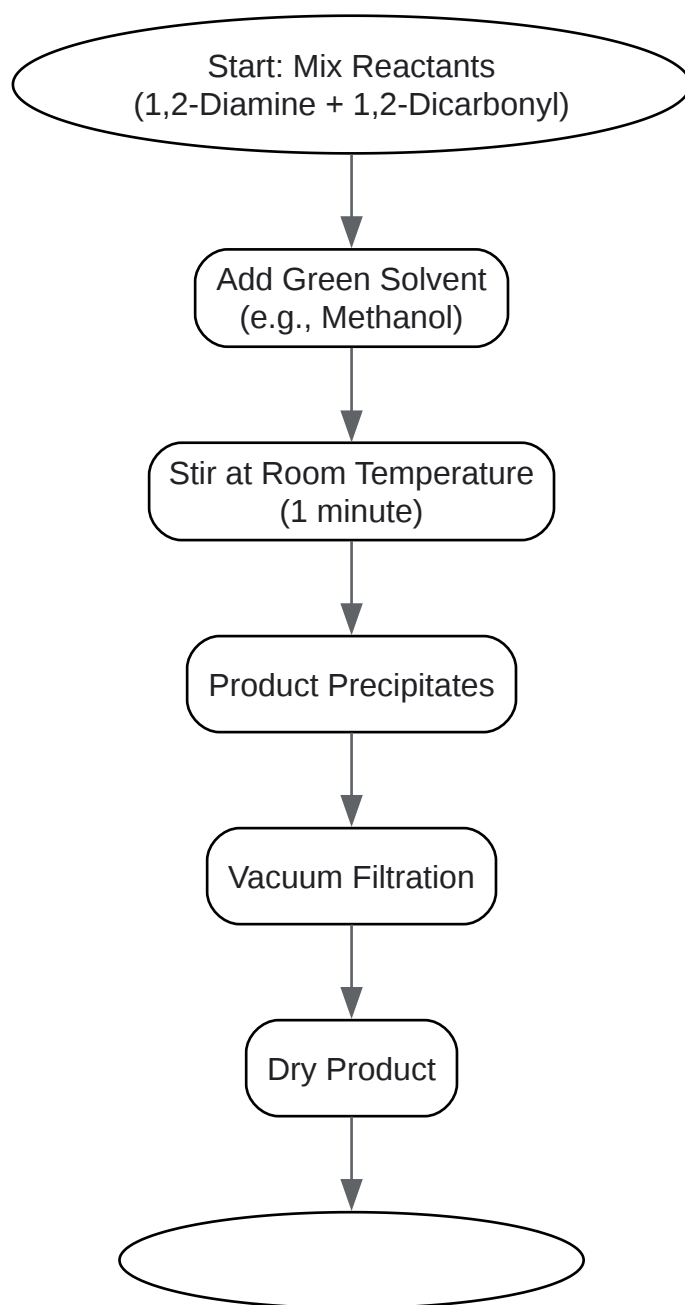 Start: Mix Reactants
(1,2-Diamine + 1,2-Dicarbonyl)
Add Green Solvent
(e.g., Methanol)
Stir at Room Temperature
(1 minute)
Product Precipitates
Vacuum Filtration
Dry Product